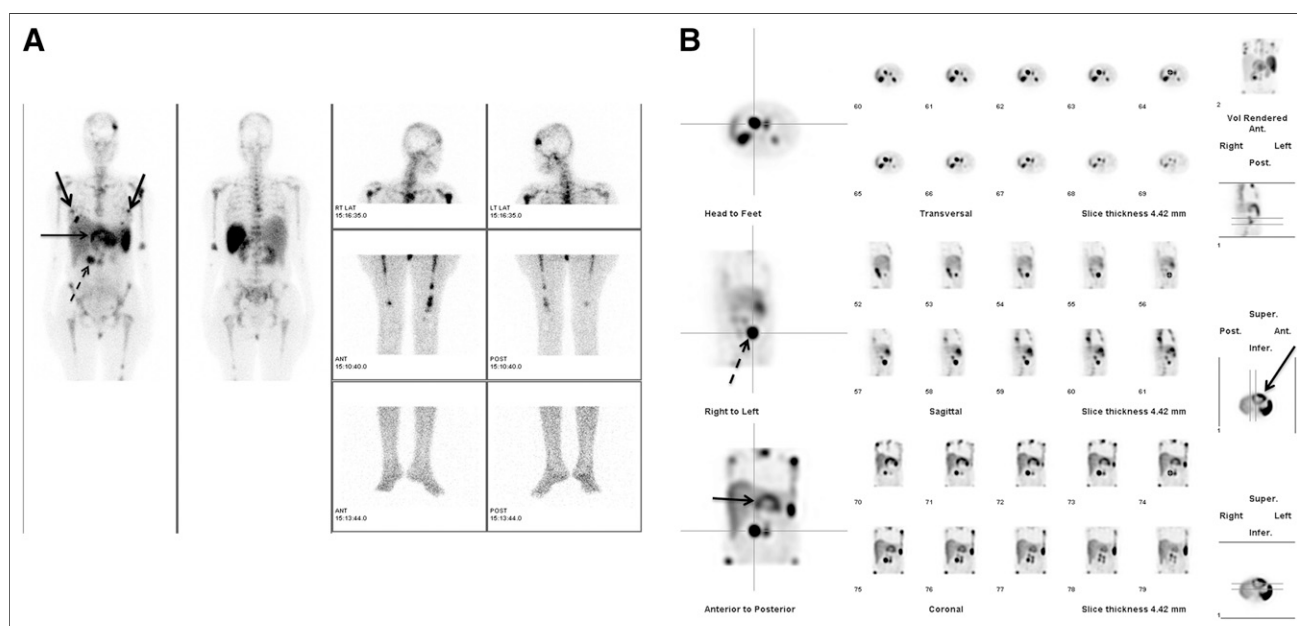 A
RT LAT
15:16:35.0
LT LAT
15:16:35.0
ANT
15:10:40.0
POST
15:10:40.0
ANT
15:13:44.0
POST
15:13:44.0
B
60 61 62 63 64
65 66 67 68 69
Head to Feet Transversal Slice thickness 4.42 mm
52 53 54 55 56
57 58 59 60 61
Right to Left Sagittal Slice thickness 4.42 mm
70 71 72 73 74
75 76 77 78 79
Anterior to Posterior Coronal Slice thickness 4.42 mm
2
Vol Rendered
Ant.
Right Left
Post.
1
Super.
Post. Ant.
Infer.
1
Super.
Right Left
Infer.
1